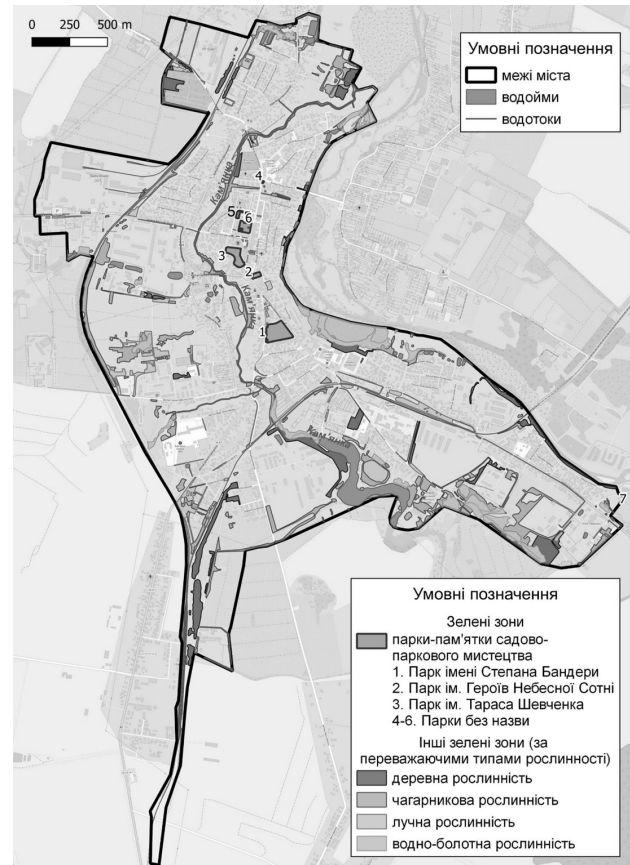 0 250 500 m
Умовні позначення
межі міста
водойми
водотоки
Кам'янка
4
5
6
3
2
Кам'янка
1
Кам'янка
7
Умовні позначення
Зелені зони
парки-пам'ятки садово-
паркового мистецтва
1. Парк імені Степана Бандери
2. Парк ім. Героїв Небесної Сотні
3. Парк ім. Тараса Шевченка
4-6. Парки без назви
Інші зелені зони (за
переважаючими типами рослинності)
деревна рослинність
чагарникова рослинність
лучна рослинність
водно-болотна рослинність